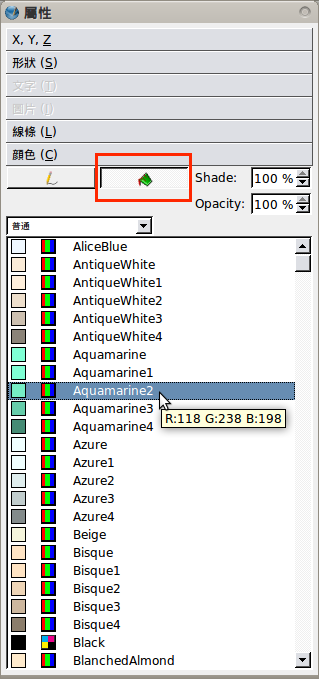 屬性
X, Y, Z
形狀 (S)
文字 (T)
圖片 (I)
線條 (L)
顏色 (C)
Shade: 100 %
Opacity: 100 %
普通
AliceBlue
AntiqueWhite
AntiqueWhite1
AntiqueWhite2
AntiqueWhite3
AntiqueWhite4
Aquamarine
Aquamarine1
Aquamarine2
Aquamarine3
R:118 G:238 B:198
Aquamarine4
Azure
Azure1
Azure2
Azure3
Azure4
Beige
Bisque
Bisque1
Bisque2
Bisque3
Bisque4
Black
BlanchedAlmond